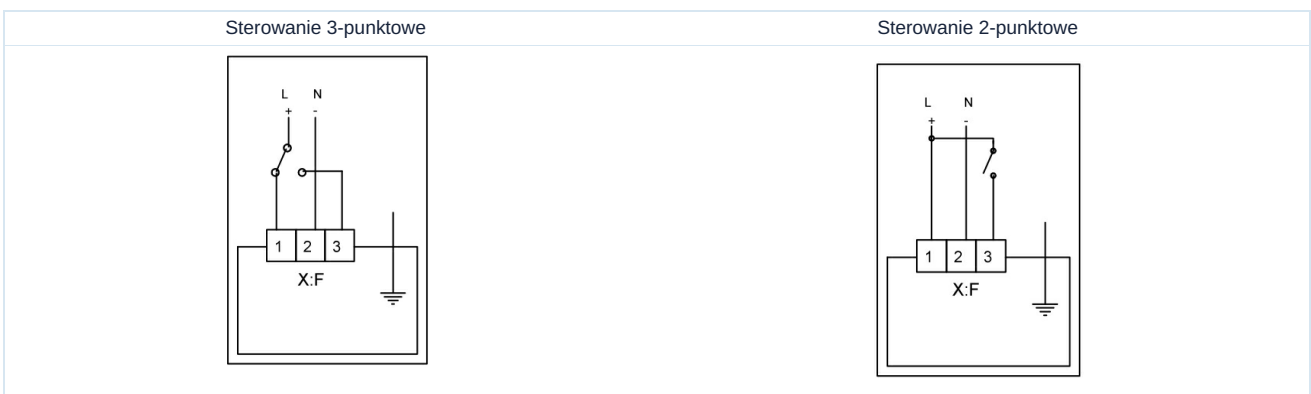 Sterowanie 3-punktowe
Sterowanie 2-punktowe
L N
+ -
1 2 3
X:F
L N
+ -
1 2 3
X:F